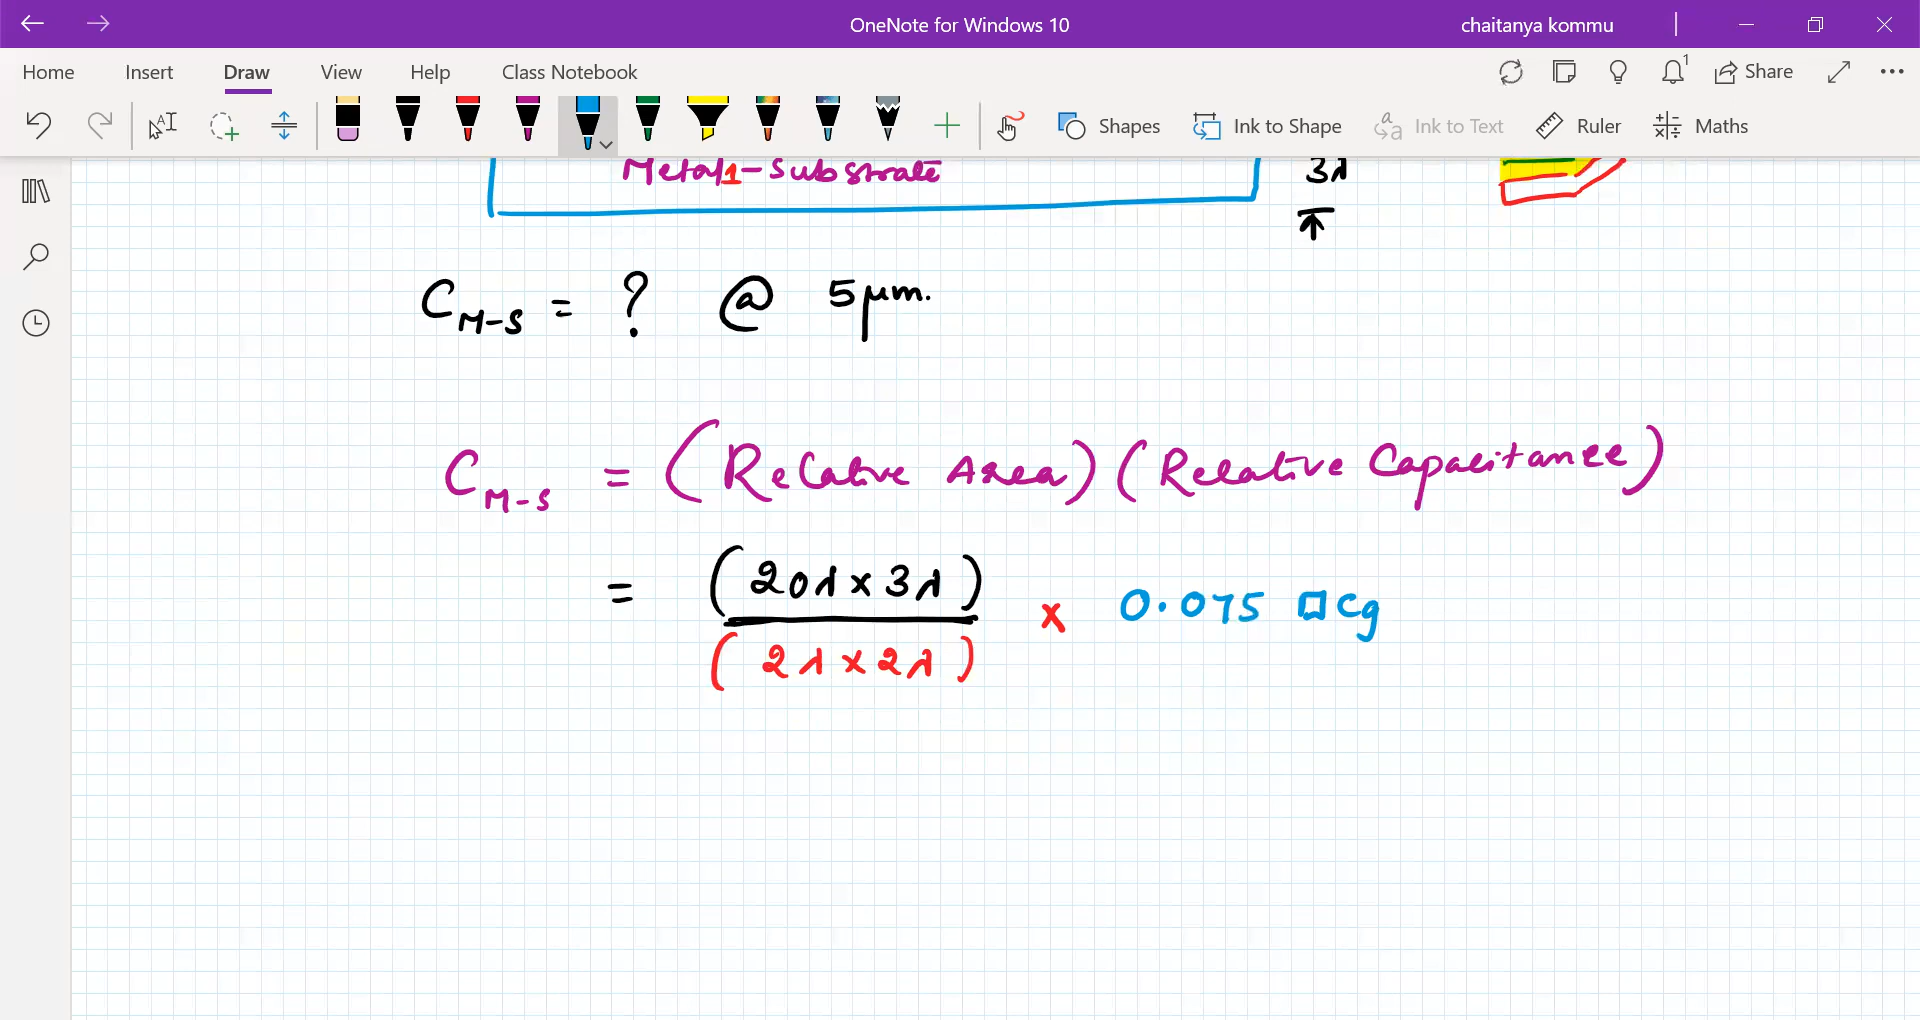 OneNote for Windows 10
chaitanya kommu
Home Insert Draw View Help Class Notebook
1 Share
Shapes Ink to Shape Ink to Text Ruler Maths
Metal1-Substrate
3λ
C M-S = ? @ 5μm.
C M-S = (Relative Area) (Relative Capacitance)
= (20λ x 3λ)
x 0.075 □Cg
(2λ x 2λ)